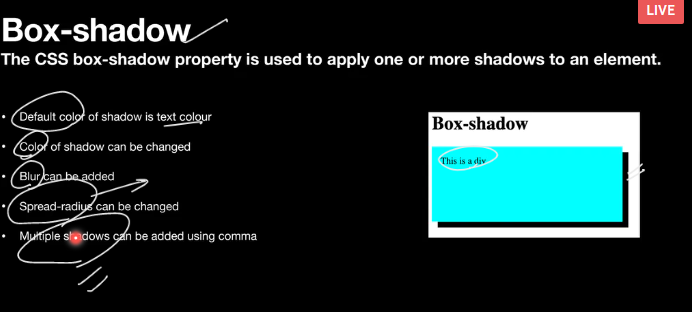 LIVE
Box-shadow
The CSS box-shadow property is used to apply one or more shadows to an element.
• Default color of shadow is text colour
• Color of shadow can be changed
• Blur can be added
• Spread-radius can be changed
• Multiple shadows can be added using comma
Box-shadow
This is a div